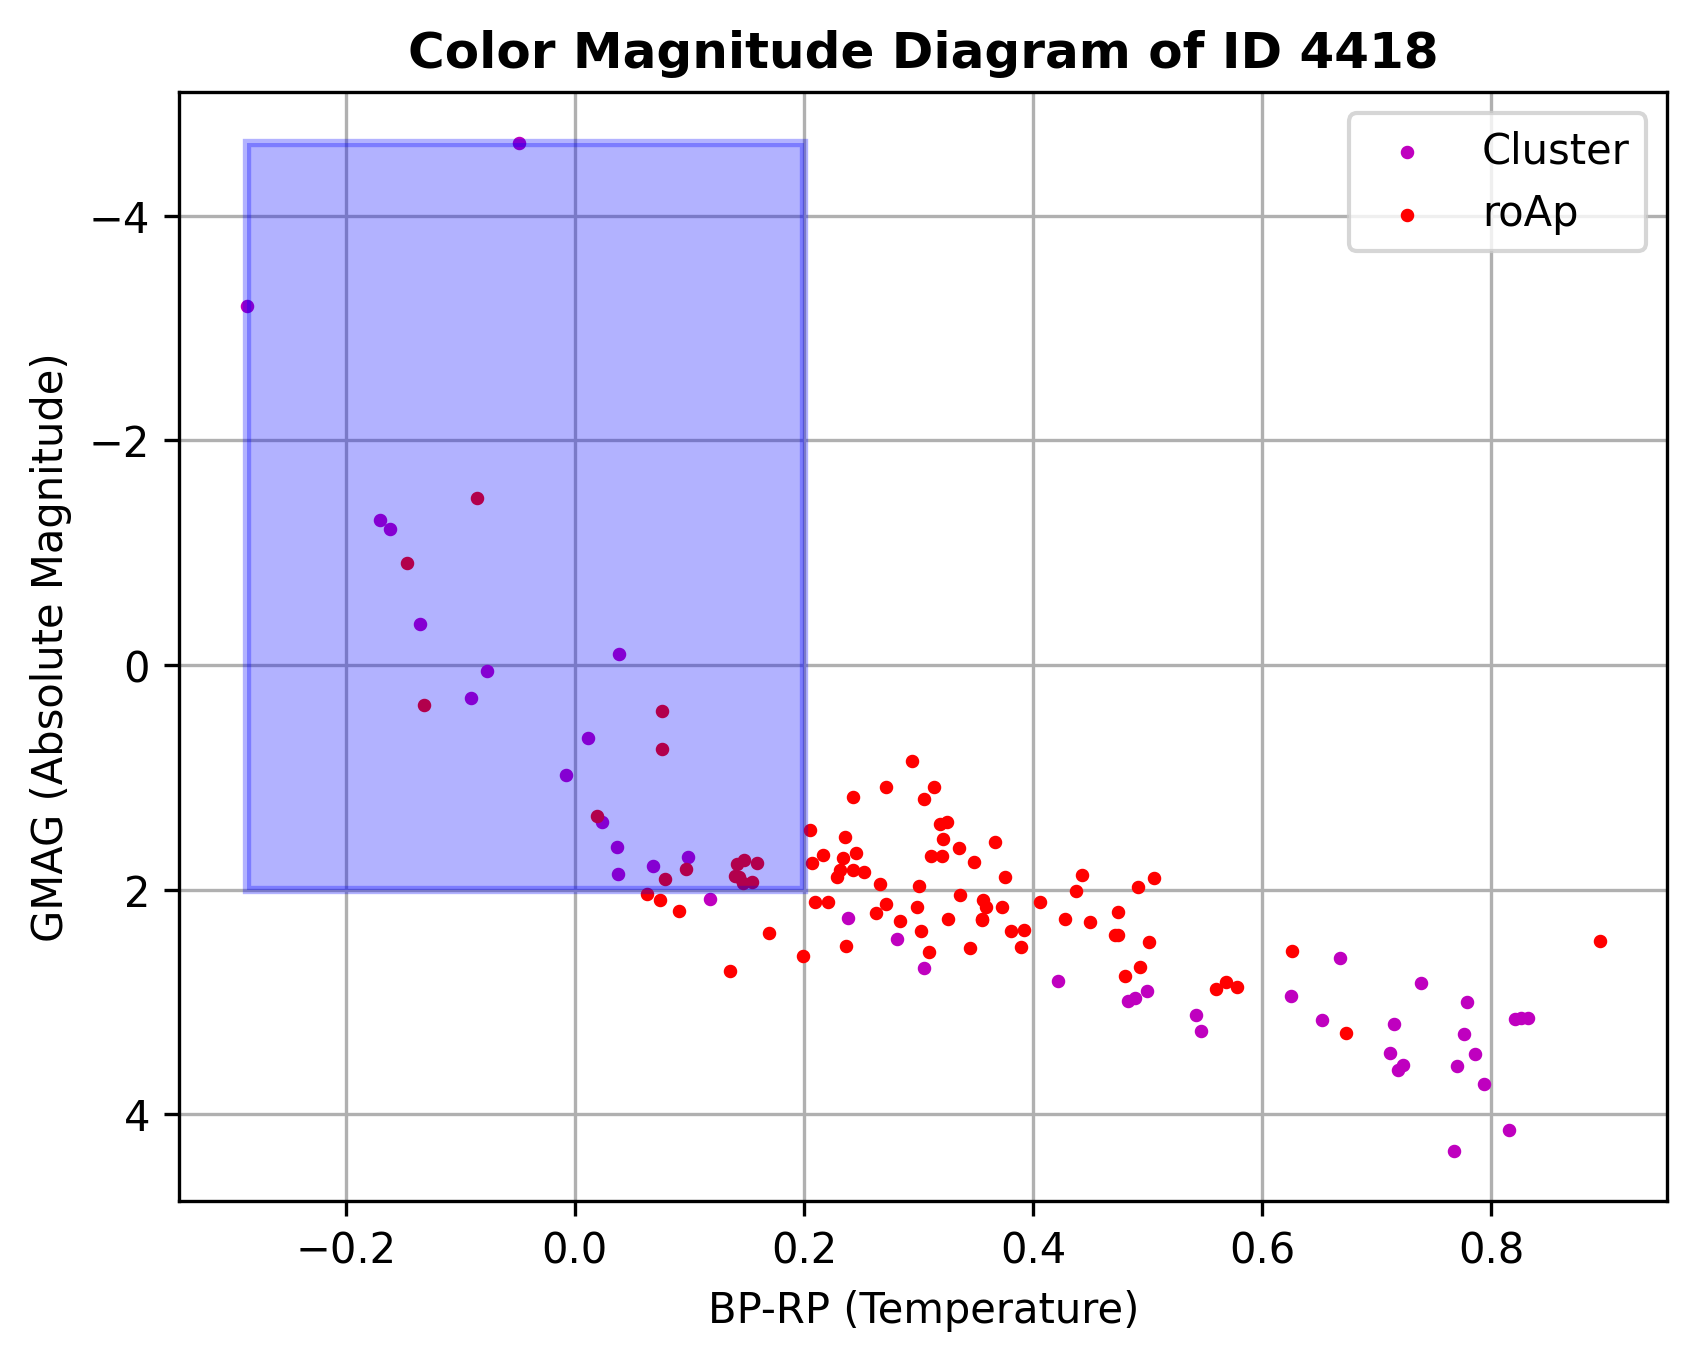 Color Magnitude Diagram of ID 4418
Cluster
roAp
−4
−2
0
2
4
GMAG (Absolute Magnitude)
−0.2 0.0 0.2 0.4 0.6 0.8
BP-RP (Temperature)